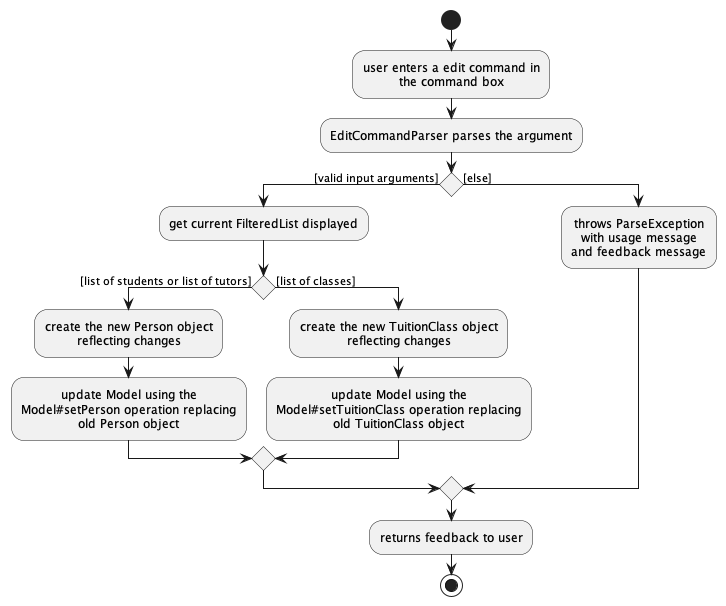 user enters a edit command in
the command box
EditCommandParser parses the argument
[valid input arguments]
[else]
get current FilteredList displayed
throws ParseException
with usage message
and feedback message
[list of students or list of tutors]
[list of classes]
create the new Person object
reflecting changes
create the new TuitionClass object
reflecting changes
update Model using the
Model#setPerson operation replacing
old Person object
update Model using the
Model#setTuitionClass operation replacing
old TuitionClass object
returns feedback to user